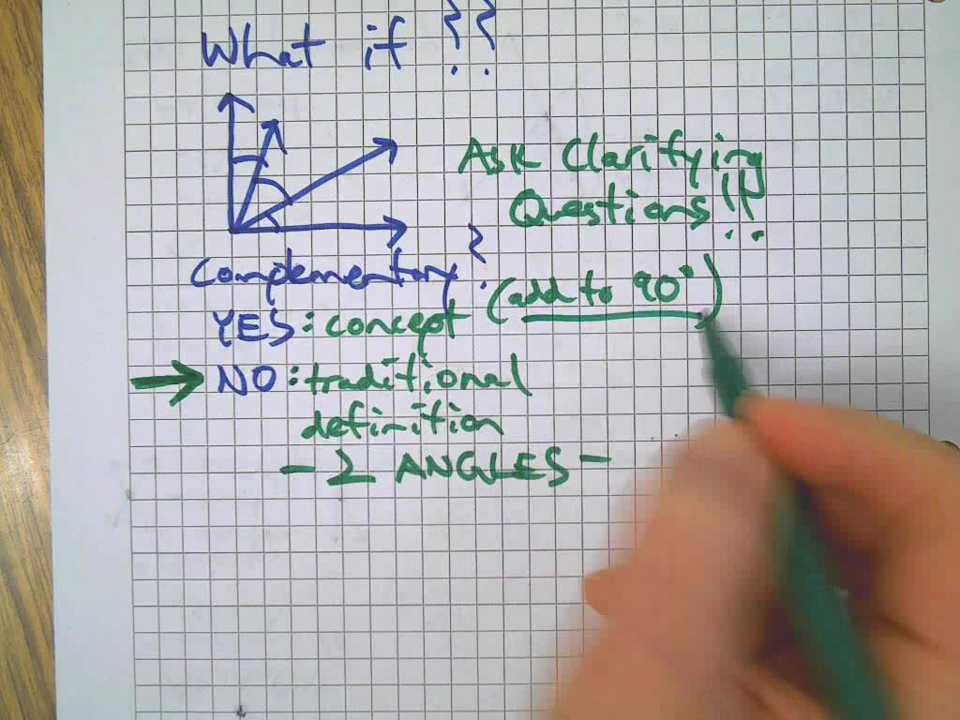 What if ??
Ask Clarifying
Questions!!
Complementary?
YES: concept (add to 90°)
NO: traditional
definition
- 2 ANGLES -